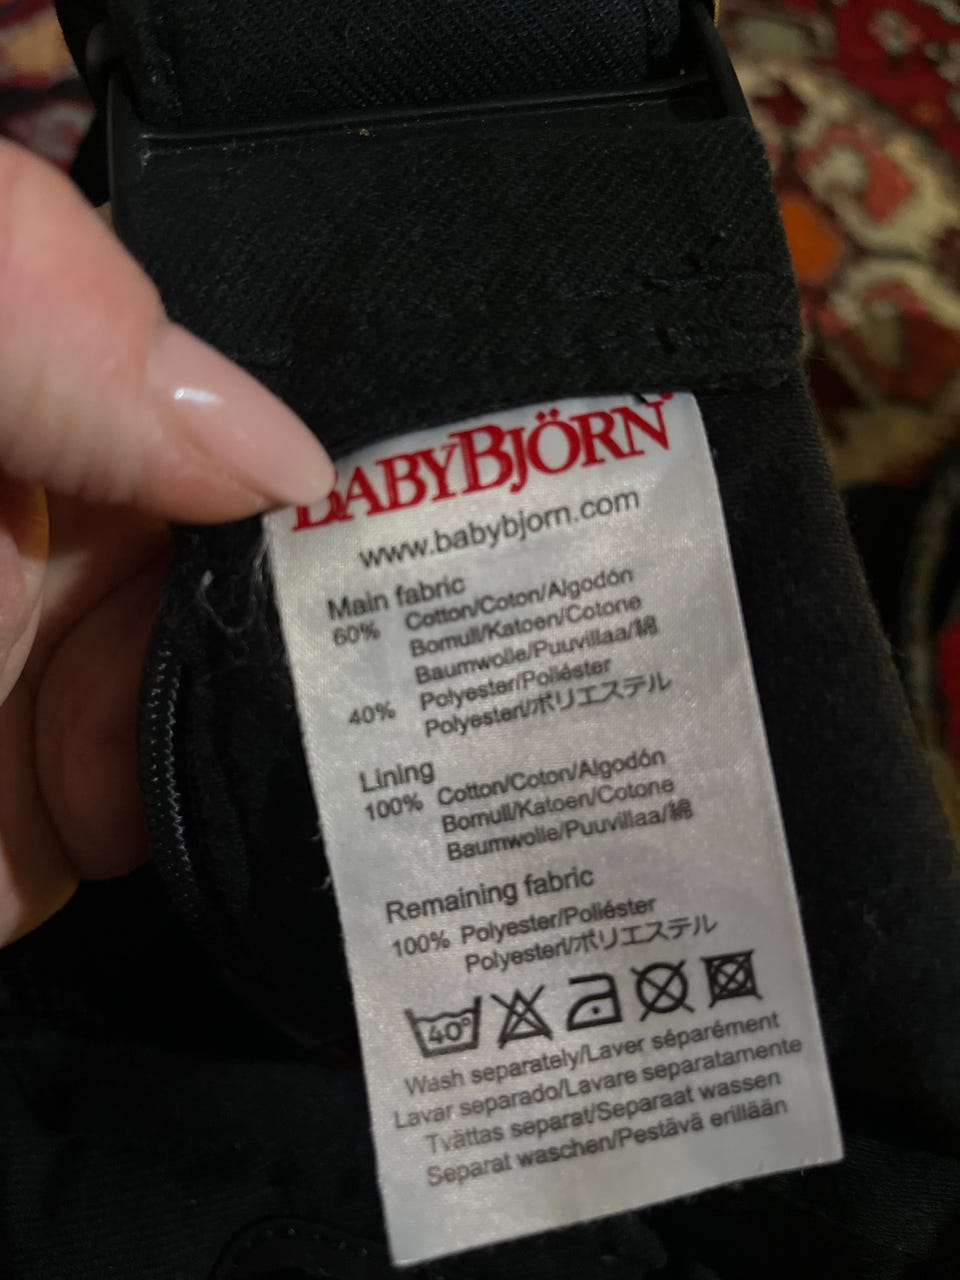 BABYBJÖRN
www.babybjorn.com
Main fabric
60% Cotton/Coton/Algodón
Bomull/Katoen/Cotone
Baumwolle/Puuvillaa/綿
40% Polyester/Poliéster
Polyesteri/ポリエステル
Lining
100% Cotton/Coton/Algodón
Bomull/Katoen/Cotone
Baumwolle/Puuvillaa/綿
Remaining fabric
100% Polyester/Poliéster
Polyesteri/ポリエステル
40°
Wash separately/Laver séparément
Lavar separado/Lavare separatamente
Tvättas separat/Separaat wassen
Separat waschen/Pestävä erillään